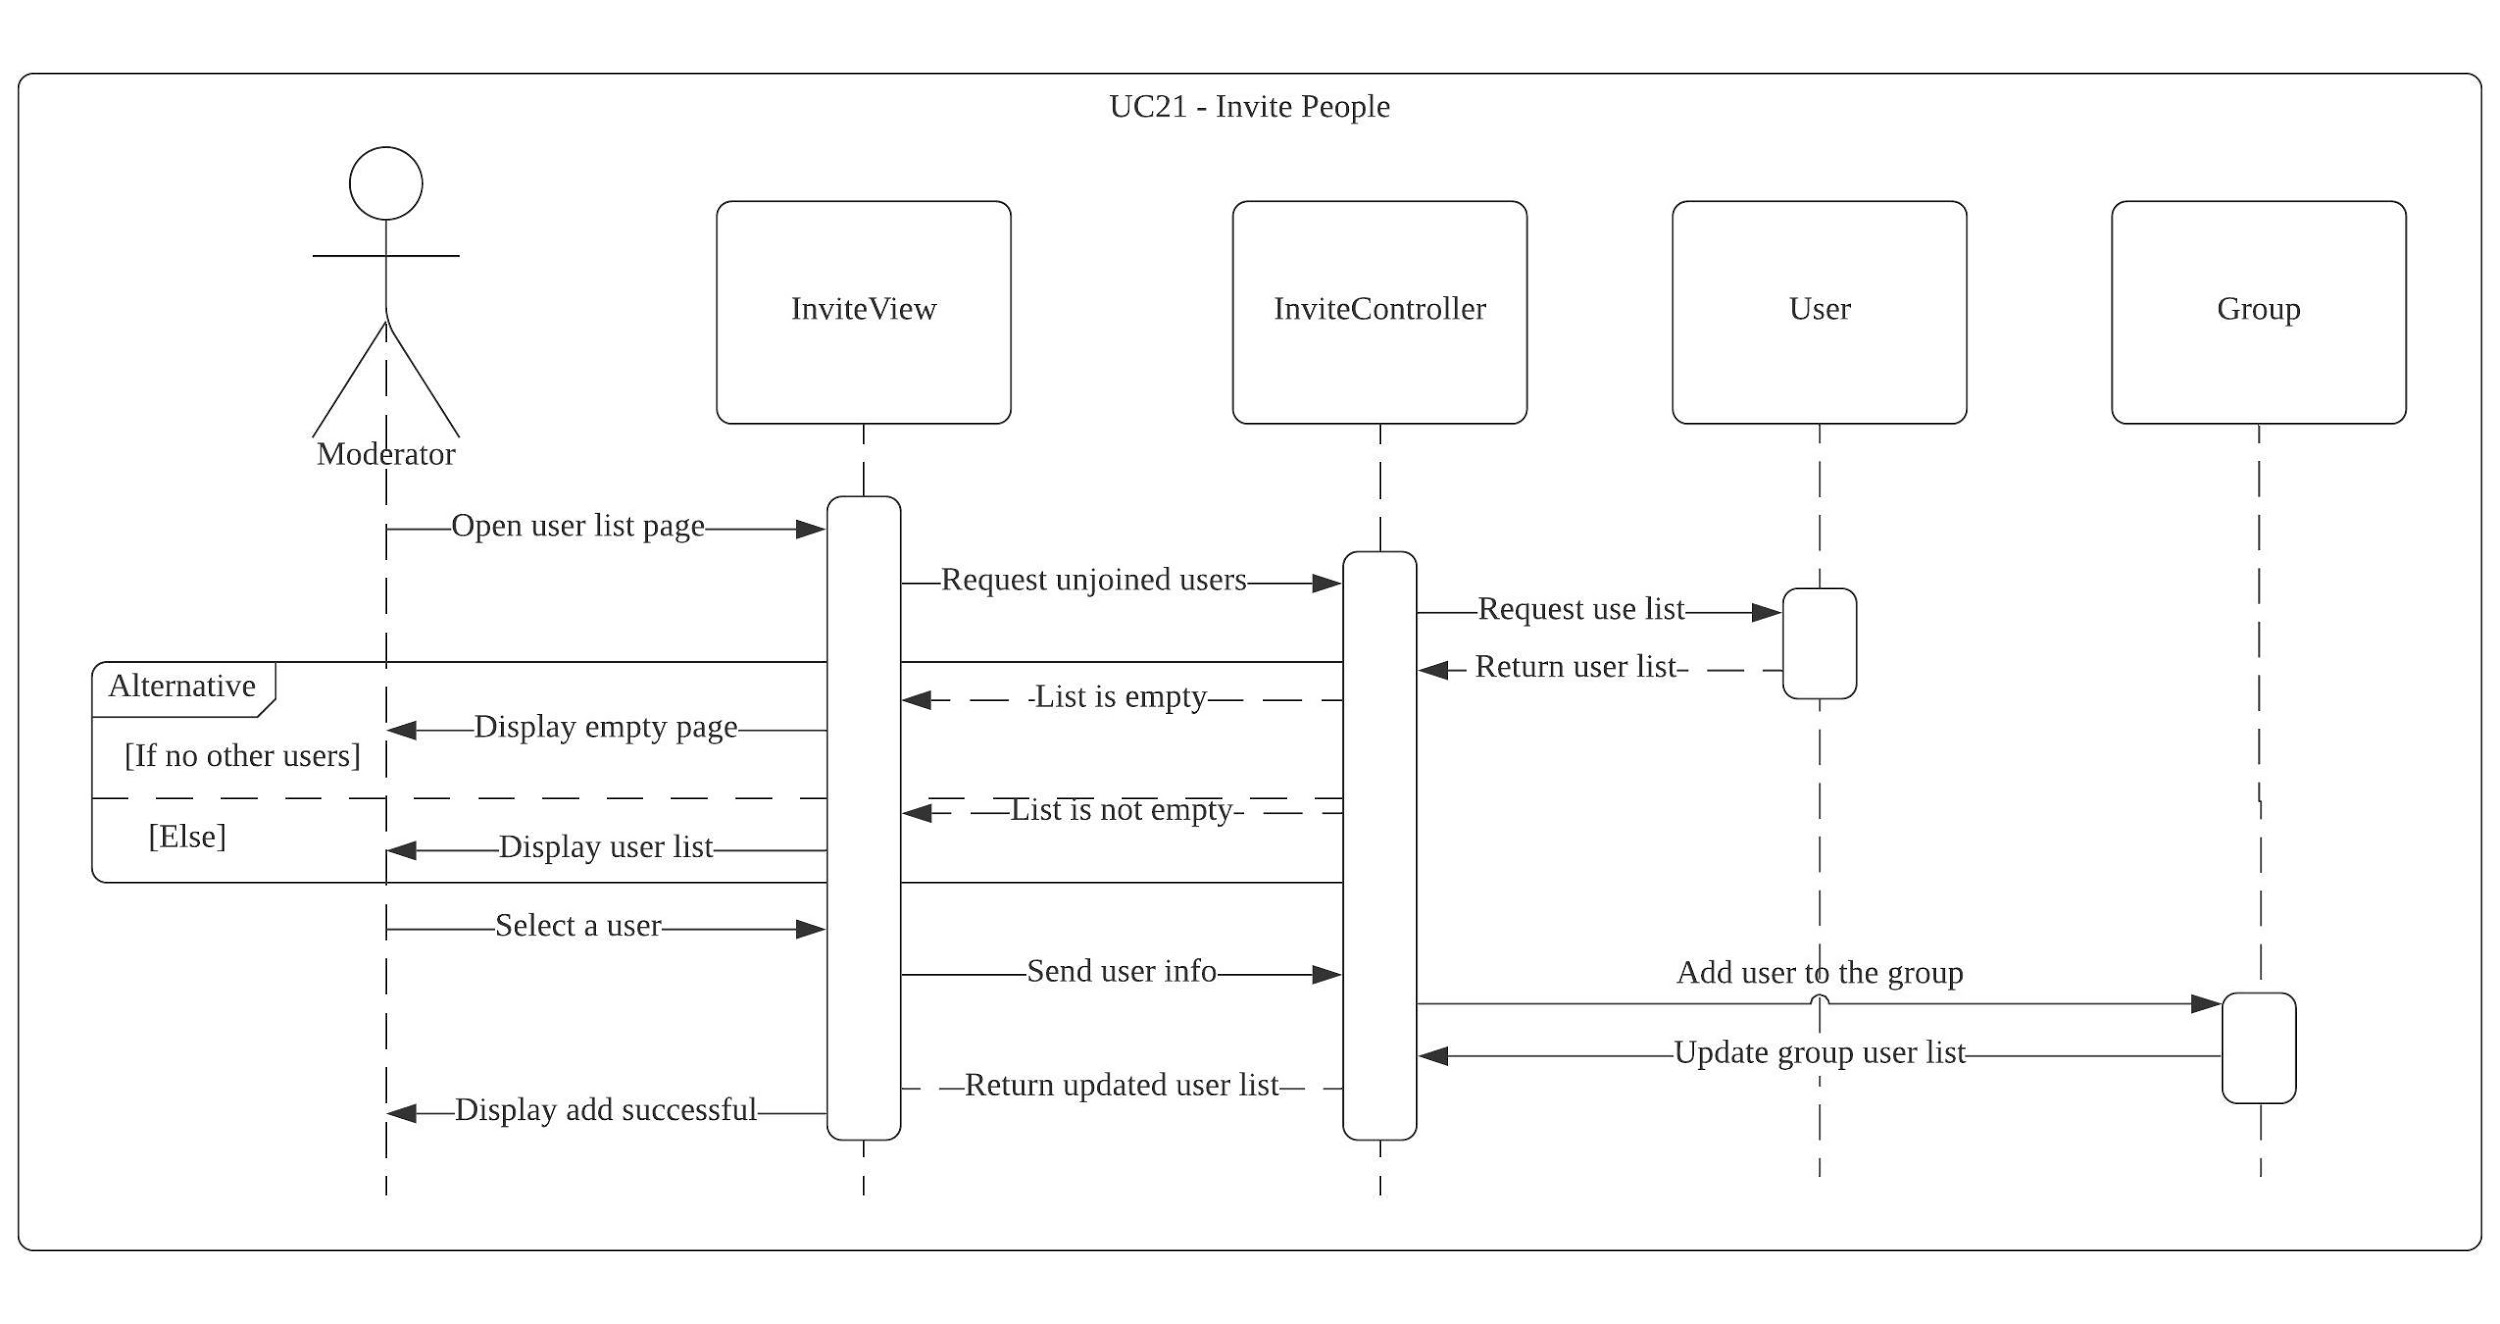 UC21 - Invite People
InviteView
InviteController
User
Group
Moderator
Open user list page
Request unjoined users
Request use list
Return user list
Alternative
List is empty
Display empty page
[If no other users]
List is not empty
[Else]
Display user list
Select a user
Send user info
Add user to the group
Update group user list
Return updated user list
Display add successful